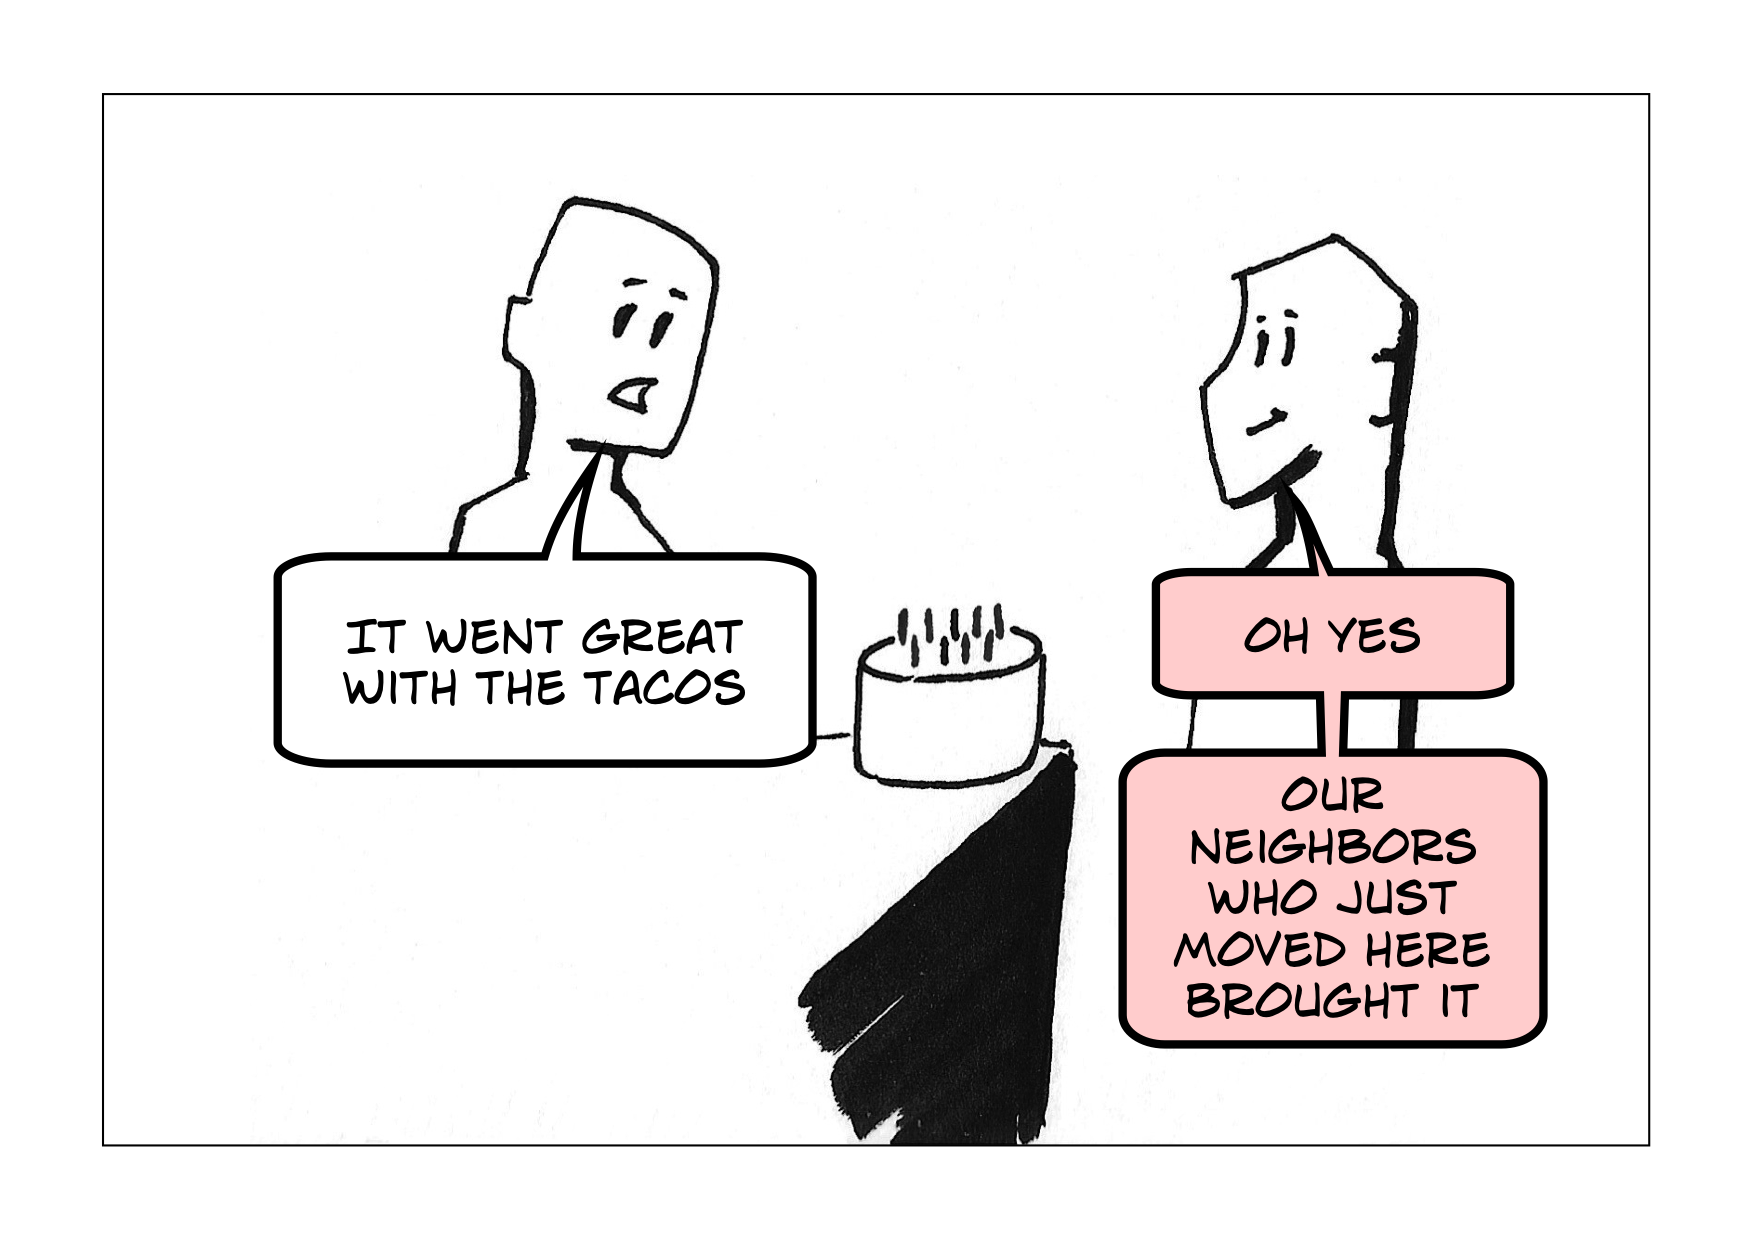 IT WENT GREAT
WITH THE TACOS
OH YES
OUR
NEIGHBORS
WHO JUST
MOVED HERE
BROUGHT IT